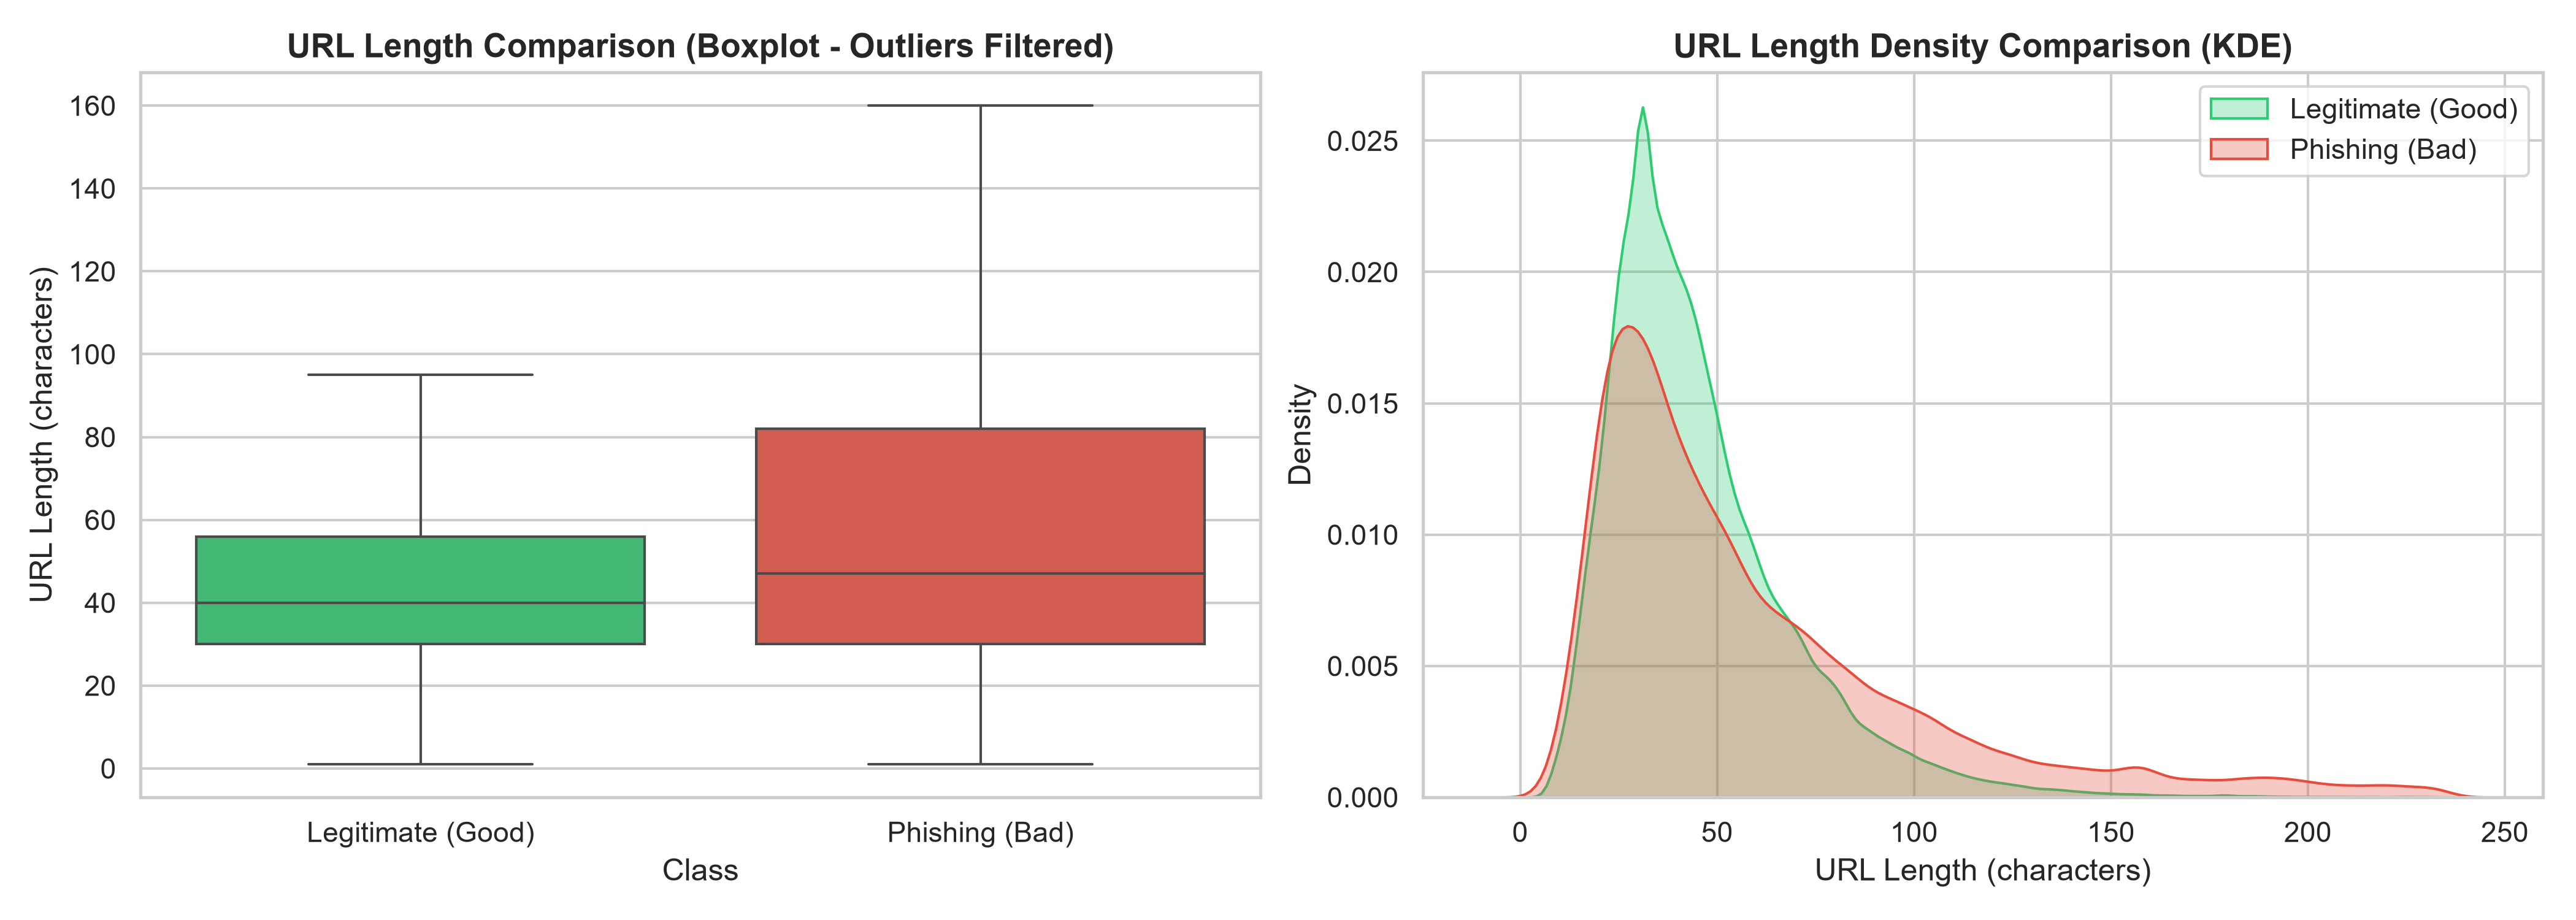 URL Length Comparison (Boxplot - Outliers Filtered)
URL Length (characters)
160
140
120
100
80
60
40
20
0
Legitimate (Good)
Phishing (Bad)
Class
URL Length Density Comparison (KDE)
Legitimate (Good)
Phishing (Bad)
Density
0.025
0.020
0.015
0.010
0.005
0.000
0
50
100
150
200
250
URL Length (characters)